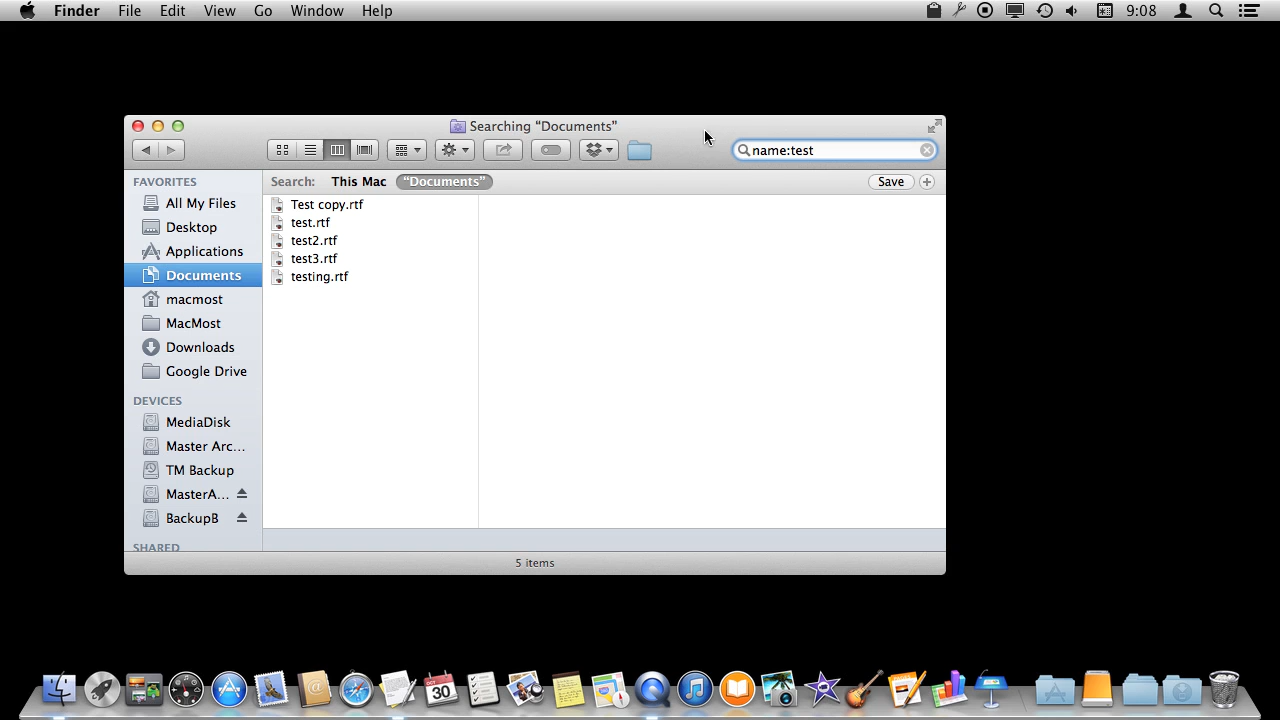 Finder File Edit View Go Window Help 9:08
Searching “Documents”
name:test
FAVORITES
All My Files
Desktop
Applications
Documents
macmost
MacMost
Downloads
Google Drive
DEVICES
MediaDisk
Master Arc...
TM Backup
MasterA...
BackupB
SHARED
Search: This Mac “Documents” Save
Test copy.rtf
test.rtf
test2.rtf
test3.rtf
testing.rtf
5 items
OCT
30